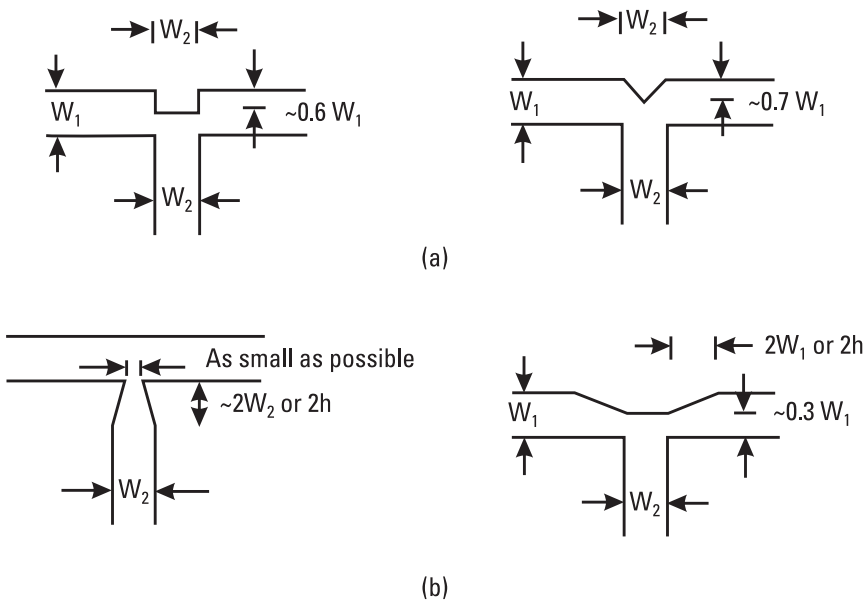 W₂
W₁
~0.6 W₁
W₂
W₂
W₁
~0.7 W₁
W₂
(a)
As small as possible
~2W₂ or 2h
W₂
2W₁ or 2h
W₁
~0.3 W₁
W₂
(b)